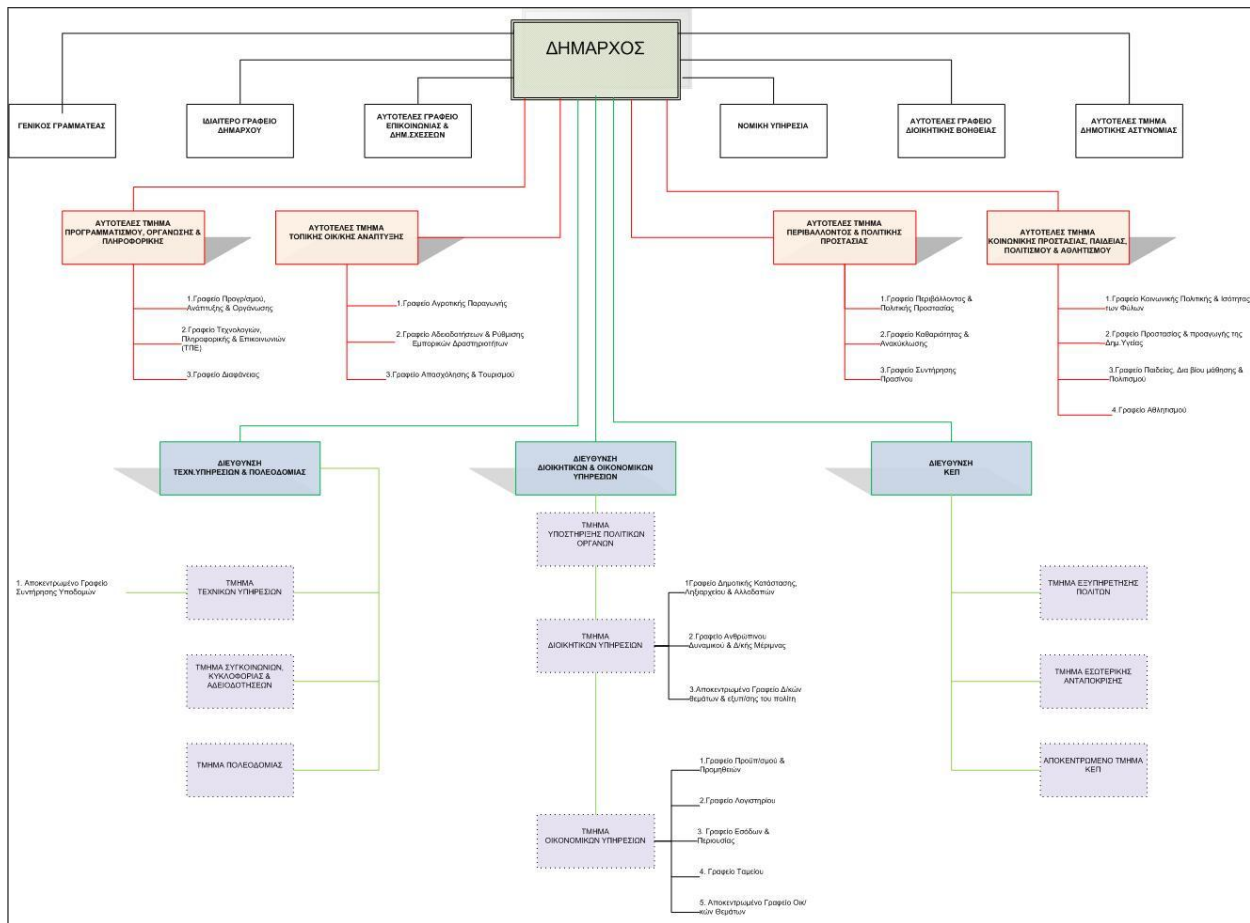 ΔΗΜΑΡΧΟΣ
ΓΕΝΙΚΟΣ ΓΡΑΜΜΑΤΕΑΣ
ΙΔΙΑΙΤΕΡΟ ΓΡΑΦΕΙΟ
ΔΗΜΑΡΧΟΥ
ΑΥΤΟΤΕΛΕΣ ΓΡΑΦΕΙΟ
ΕΠΙΚΟΙΝΩΝΙΑΣ &
ΔΗΜ.ΣΧΕΣΕΩΝ
ΝΟΜΙΚΗ ΥΠΗΡΕΣΙΑ
ΑΥΤΟΤΕΛΕΣ ΓΡΑΦΕΙΟ
ΔΙΟΙΚΗΤΙΚΗΣ ΒΟΗΘΕΙΑΣ
ΑΥΤΟΤΕΛΕΣ ΤΜΗΜΑ
ΔΗΜΟΤΙΚΗΣ ΑΣΤΥΝΟΜΙΑΣ
ΑΥΤΟΤΕΛΕΣ ΤΜΗΜΑ
ΠΡΟΓΡΑΜΜΑΤΙΣΜΟΥ, ΟΡΓΑΝΩΣΗΣ &
ΠΛΗΡΟΦΟΡΙΚΗΣ
1.Γραφείο Προγρ/σμού,
Ανάπτυξης & Οργάνωσης
2.Γραφείο Τεχνολογιών,
Πληροφορικής & Επικοινωνιών
(ΤΠΕ)
3.Γραφείο Διαφάνειας
ΑΥΤΟΤΕΛΕΣ ΤΜΗΜΑ
ΤΟΠΙΚΗΣ ΟΙΚ/ΚΗΣ ΑΝΑΠΤΥΞΗΣ
1.Γραφείο Αγροτικής Παραγωγής
2.Γραφείο Αδειοδοτήσεων & Ρύθμισης
Εμπορικών Δραστηριοτήτων
3.Γραφείο Απασχόλησης & Τουρισμού
ΑΥΤΟΤΕΛΕΣ ΤΜΗΜΑ
ΠΕΡΙΒΑΛΛΟΝΤΟΣ & ΠΟΛΙΤΙΚΗΣ
ΠΡΟΣΤΑΣΙΑΣ
1.Γραφείο Περιβάλλοντος &
Πολιτικής Προστασίας
2.Γραφείο Καθαριότητας &
Ανακύκλωσης
3.Γραφείο Συντήρησης
Πρασίνου
ΑΥΤΟΤΕΛΕΣ ΤΜΗΜΑ
ΚΟΙΝΩΝΙΚΗΣ ΠΡΟΣΤΑΣΙΑΣ, ΠΑΙΔΕΙΑΣ,
ΠΟΛΙΤΙΣΜΟΥ & ΑΘΛΗΤΙΣΜΟΥ
1.Γραφείο Κοινωνικής Πολιτικής & Ισότητας
των Φύλων
2.Γραφείο Προστασίας & προαγωγής της
Δημ.Υγείας
3.Γραφείο Παιδείας, Δια βίου μάθησης &
Πολιτισμού
4.Γραφείο Αθλητισμού
ΔΙΕΥΘΥΝΣΗ
ΤΕΧΝ.ΥΠΗΡΕΣΙΩΝ & ΠΟΛΕΟΔΟΜΙΑΣ
ΤΜΗΜΑ
ΤΕΧΝΙΚΩΝ ΥΠΗΡΕΣΙΩΝ
1. Αποκεντρωμένο Γραφείο
Συντήρησης Υποδομών
ΤΜΗΜΑ ΣΥΓΚΟΙΝΩΝΙΩΝ,
ΚΥΚΛΟΦΟΡΙΑΣ &
ΑΔΕΙΟΔΟΤΗΣΕΩΝ
ΤΜΗΜΑ ΠΟΛΕΟΔΟΜΙΑΣ
ΔΙΕΥΘΥΝΣΗ
ΔΙΟΙΚΗΤΙΚΩΝ & ΟΙΚΟΝΟΜΙΚΩΝ
ΥΠΗΡΕΣΙΩΝ
ΤΜΗΜΑ
ΥΠΟΣΤΗΡΙΞΗΣ ΠΟΛΙΤΙΚΩΝ
ΟΡΓΑΝΩΝ
ΤΜΗΜΑ
ΔΙΟΙΚΗΤΙΚΩΝ ΥΠΗΡΕΣΙΩΝ
1Γραφείο Δημοτικής Κατάστασης,
Ληξιαρχείου & Αλλοδαπών
2.Γραφείο Ανθρώπινου
Δυναμικού & Δ/κής Μέριμνας
3.Αποκεντρωμένο Γραφείο Δ/κών
θεμάτων & εξυπ/σης του πολίτη
ΤΜΗΜΑ
ΟΙΚΟΝΟΜΙΚΩΝ ΥΠΗΡΕΣΙΩΝ
1.Γραφείο Προϋπ/σμού &
Προμηθειών
2.Γραφείο Λογιστηρίου
3. Γραφείο Εσόδων &
Περιουσίας
4. Γραφείο Ταμείου
5. Αποκεντρωμένο Γραφείο Οικ/
κών Θεμάτων
ΔΙΕΥΘΥΝΣΗ
ΚΕΠ
ΤΜΗΜΑ ΕΞΥΠΗΡΕΤΗΣΗΣ
ΠΟΛΙΤΩΝ
ΤΜΗΜΑ ΕΣΩΤΕΡΙΚΗΣ
ΑΝΤΑΠΟΚΡΙΣΗΣ
ΑΠΟΚΕΝΤΡΩΜΕΝΟ ΤΜΗΜΑ
ΚΕΠ